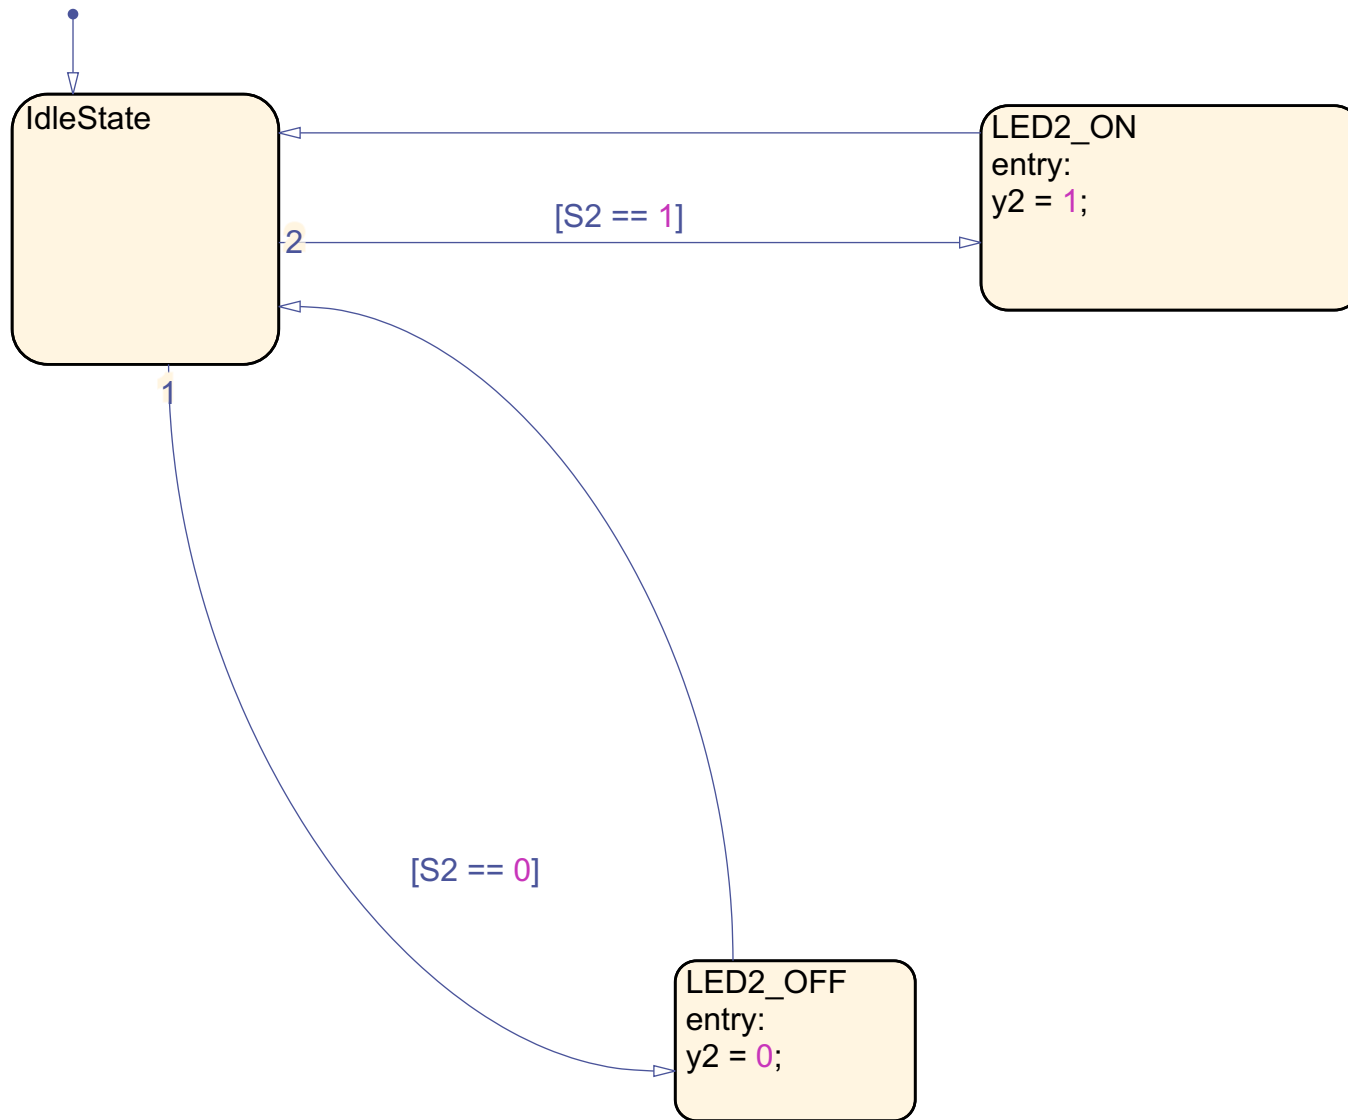 IdleState
LED2_ON
entry:
y2 = 1;
[S2 == 1]
2
1
[S2 == 0]
LED2_OFF
entry:
y2 = 0;